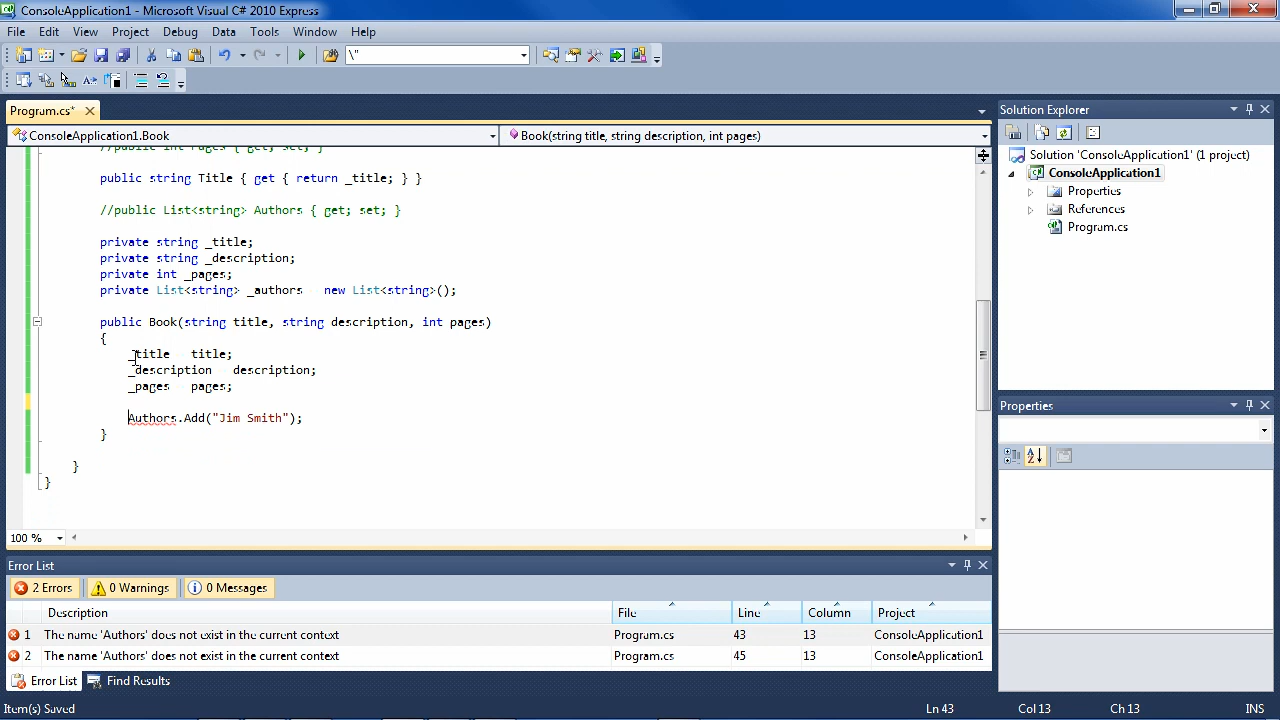 ConsoleApplication1 - Microsoft Visual C# 2010 Express
File Edit View Project Debug Data Tools Window Help
\"
Program.cs*
ConsoleApplication1.Book
Book(string title, string description, int pages)
//public int Pages { get; set; }
public string Title { get { return _title; } }
//public List<string> Authors { get; set; }
private string _title;
private string _description;
private int _pages;
private List<string> _authors = new List<string>();
public Book(string title, string description, int pages)
{
_title = title;
_description = description;
_pages = pages;
Authors.Add("Jim Smith");
}
}
}
100 %
Solution Explorer
Solution 'ConsoleApplication1' (1 project)
ConsoleApplication1
Properties
References
Program.cs
Properties
Error List
2 Errors 0 Warnings 0 Messages
Description File Line Column Project
1 The name 'Authors' does not exist in the current context Program.cs 43 13 ConsoleApplication1
2 The name 'Authors' does not exist in the current context Program.cs 45 13 ConsoleApplication1
Error List Find Results
Item(s) Saved Ln 43 Col 13 Ch 13 INS